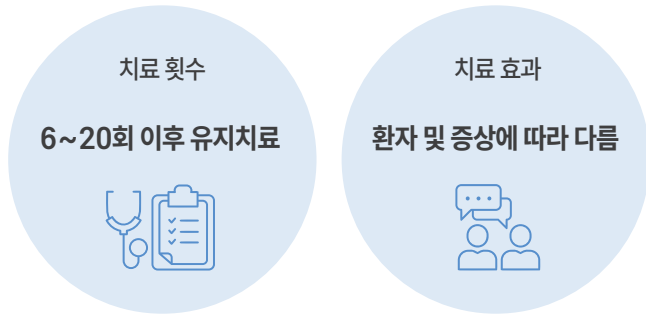 치료 횟수
6~20회 이후 유지치료
치료 효과
환자 및 증상에 따라 다름